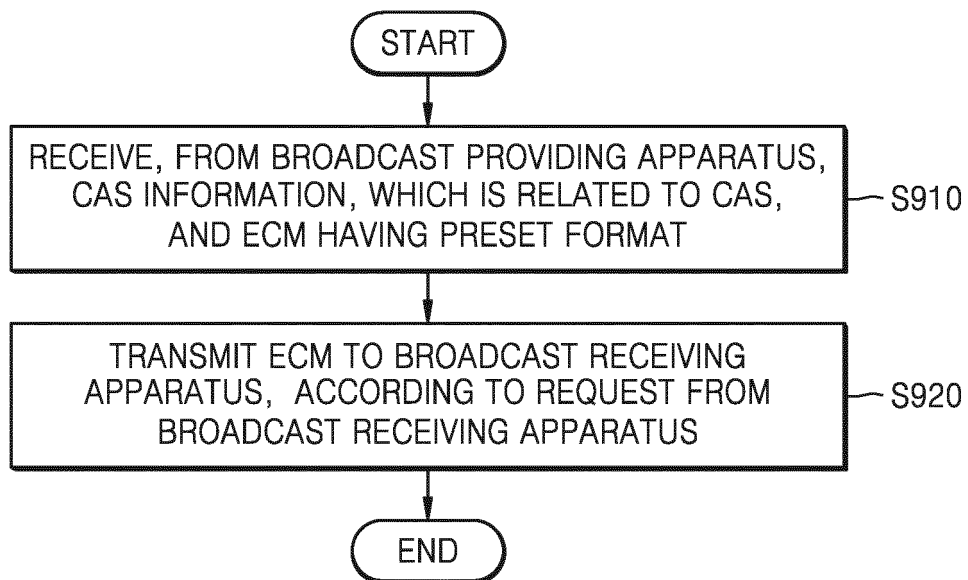 START
RECEIVE, FROM BROADCAST PROVIDING APPARATUS,
CAS INFORMATION, WHICH IS RELATED TO CAS,
AND ECM HAVING PRESET FORMAT
S910
TRANSMIT ECM TO BROADCAST RECEIVING
APPARATUS, ACCORDING TO REQUEST FROM
BROADCAST RECEIVING APPARATUS
S920
END